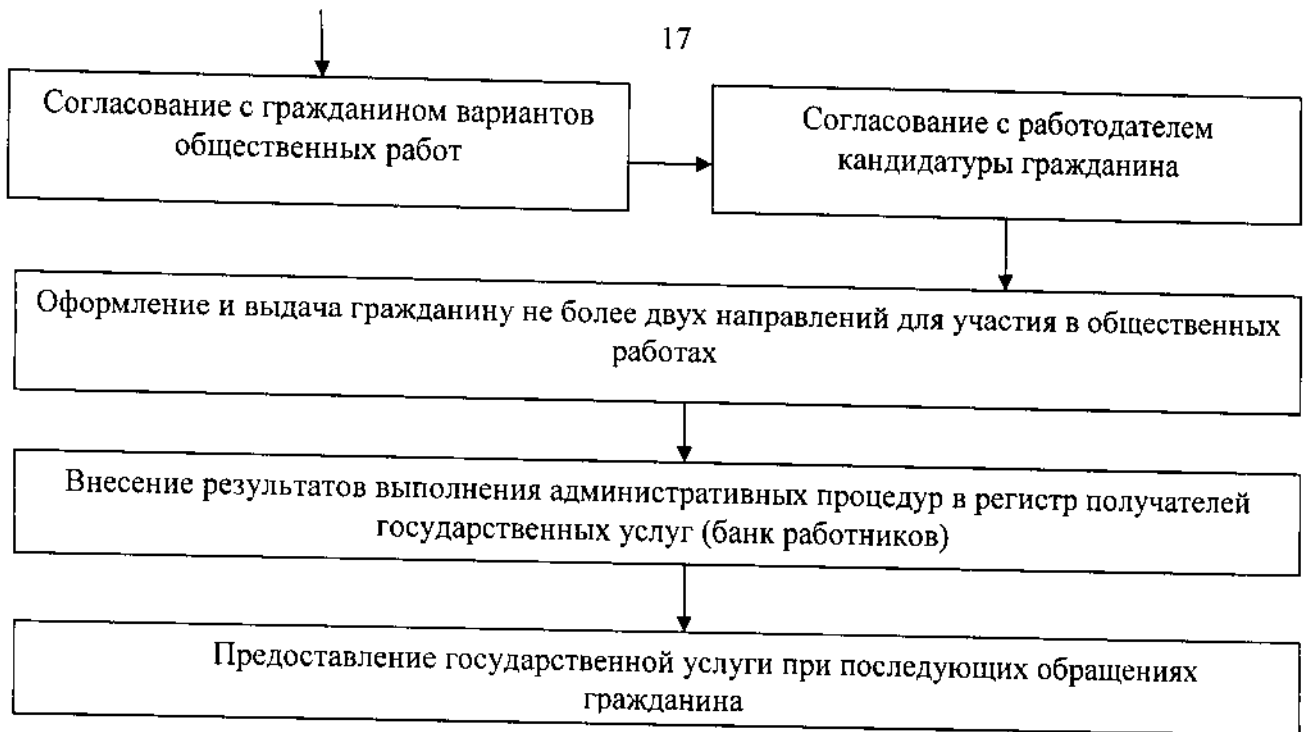 17
Согласование с гражданином вариантов
общественных работ
Согласование с работодателем
кандидатуры гражданина
Оформление и выдача гражданину не более двух направлений для участия в общественных
работах
Внесение результатов выполнения административных процедур в регистр получателей
государственных услуг (банк работников)
Предоставление государственной услуги при последующих обращениях
гражданина